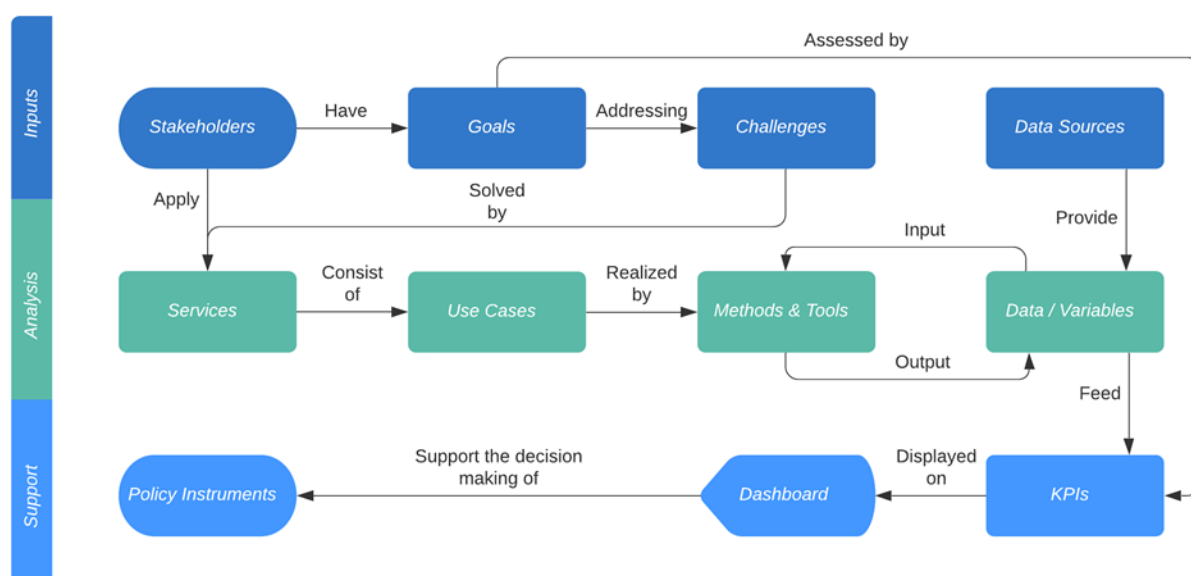 Assessed by
Inputs
Stakeholders
Have
Goals
Addressing
Challenges
Data Sources
Apply
Solved
by
Provide
Input
Analysis
Services
Consist
of
Use Cases
Realized
by
Methods & Tools
Data / Variables
Output
Feed
Support
Policy Instruments
Support the decision
making of
Dashboard
Displayed
on
KPIs